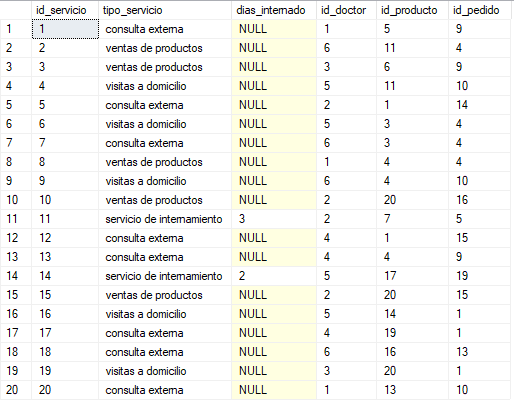 id_servicio tipo_servicio dias_internado id_doctor id_producto id_pedido
1 1 consulta externa NULL 1 5 9
2 2 ventas de productos NULL 6 11 4
3 3 ventas de productos NULL 3 6 9
4 4 visitas a domicilio NULL 5 11 10
5 5 consulta externa NULL 2 1 14
6 6 visitas a domicilio NULL 5 3 4
7 7 consulta externa NULL 6 3 4
8 8 ventas de productos NULL 1 4 4
9 9 visitas a domicilio NULL 6 4 10
10 10 ventas de productos NULL 2 20 16
11 11 servicio de internamiento 3 2 7 5
12 12 consulta externa NULL 4 1 15
13 13 consulta externa NULL 4 4 9
14 14 servicio de internamiento 2 5 17 19
15 15 ventas de productos NULL 2 20 15
16 16 visitas a domicilio NULL 5 14 1
17 17 consulta externa NULL 4 19 1
18 18 consulta externa NULL 6 16 13
19 19 visitas a domicilio NULL 3 20 1
20 20 consulta externa NULL 1 13 10